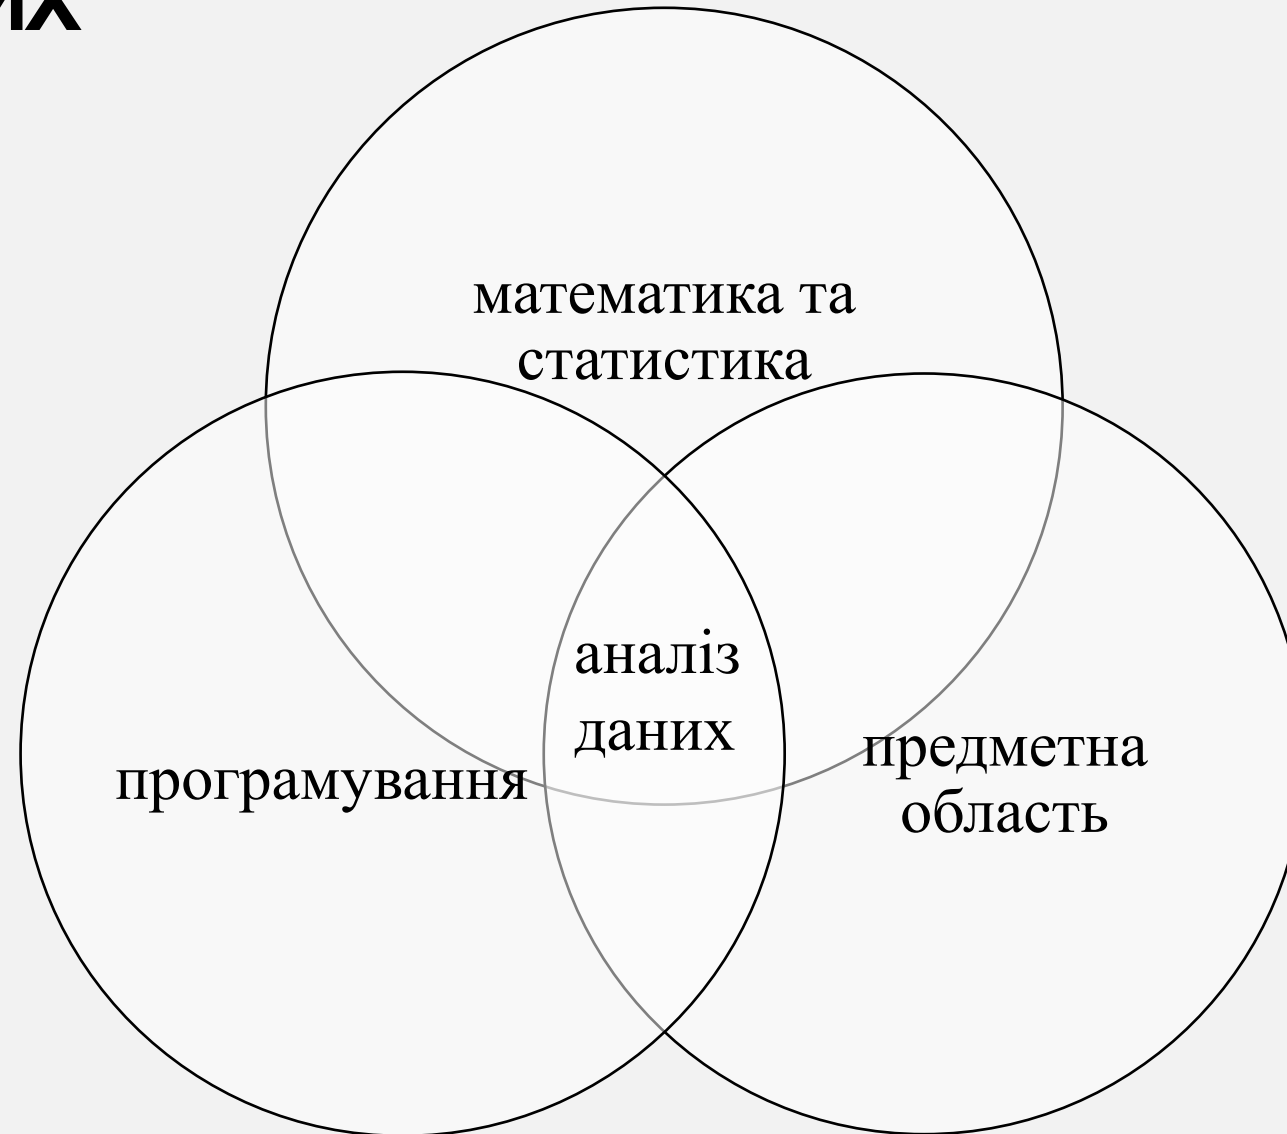 математика та
статистика
аналіз
даних
програмування
предметна
область